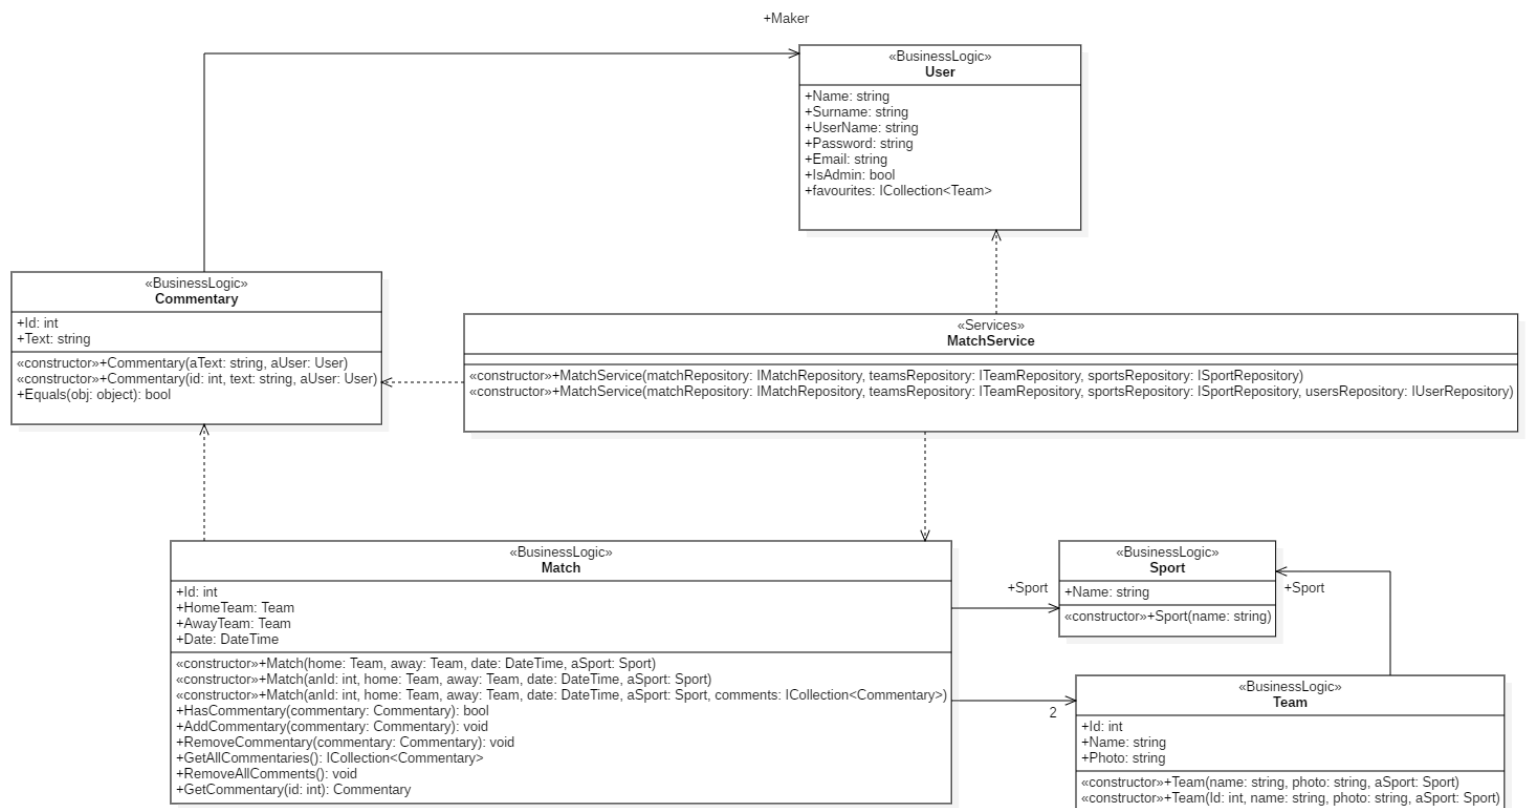 +Maker
«BusinessLogic»
User
+Name: string
+Surname: string
+UserName: string
+Password: string
+Email: string
+IsAdmin: bool
+favourites: ICollection<Team>
«BusinessLogic»
Commentary
+Id: int
+Text: string
«constructor»+Commentary(aText: string, aUser: User)
«constructor»+Commentary(id: int, text: string, aUser: User)
+Equals(obj: object): bool
«Services»
MatchService
«constructor»+MatchService(matchRepository: IMatchRepository, teamsRepository: ITeamRepository, sportsRepository: ISportRepository)
«constructor»+MatchService(matchRepository: IMatchRepository, teamsRepository: ITeamRepository, sportsRepository: ISportRepository, usersRepository: IUserRepository)
«BusinessLogic»
Match
+Id: int
+HomeTeam: Team
+AwayTeam: Team
+Date: DateTime
«constructor»+Match(home: Team, away: Team, date: DateTime, aSport: Sport)
«constructor»+Match(anId: int, home: Team, away: Team, date: DateTime, aSport: Sport)
«constructor»+Match(anId: int, home: Team, away: Team, date: DateTime, aSport: Sport, comments: ICollection<Commentary>)
+HasCommentary(commentary: Commentary): bool
+AddCommentary(commentary: Commentary): void
+RemoveCommentary(commentary: Commentary): void
+GetAllCommentaries(): ICollection<Commentary>
+RemoveAllComments(): void
+GetCommentary(id: int): Commentary
+Sport
«BusinessLogic»
Sport
+Name: string
«constructor»+Sport(name: string)
+Sport
2
«BusinessLogic»
Team
+Id: int
+Name: string
+Photo: string
«constructor»+Team(name: string, photo: string, aSport: Sport)
«constructor»+Team(Id: int, name: string, photo: string, aSport: Sport)